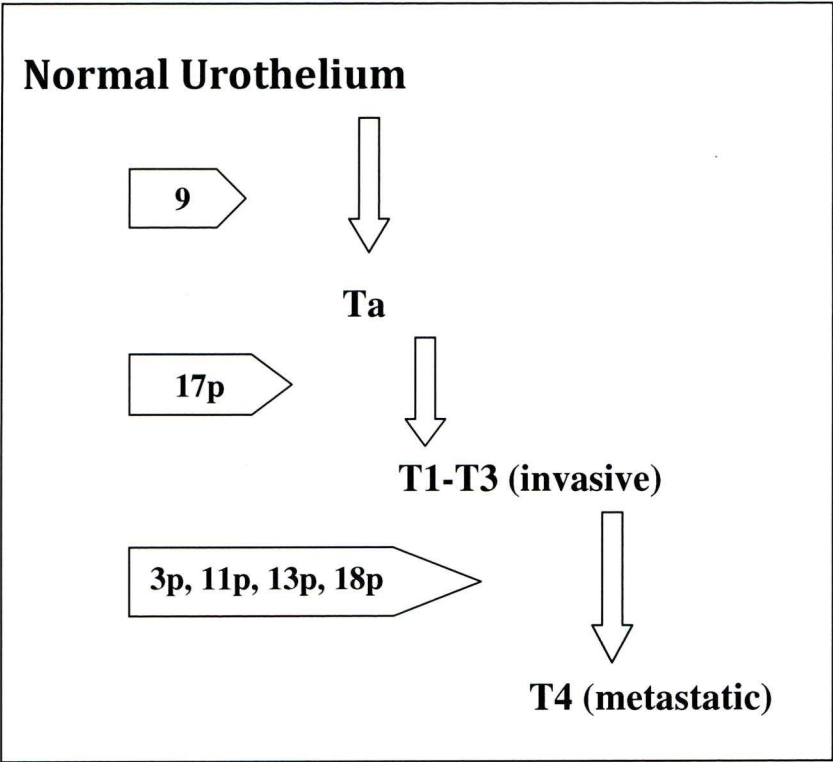 Normal Urothelium
9
Ta
17p
T1-T3 (invasive)
3p, 11p, 13p, 18p
T4 (metastatic)